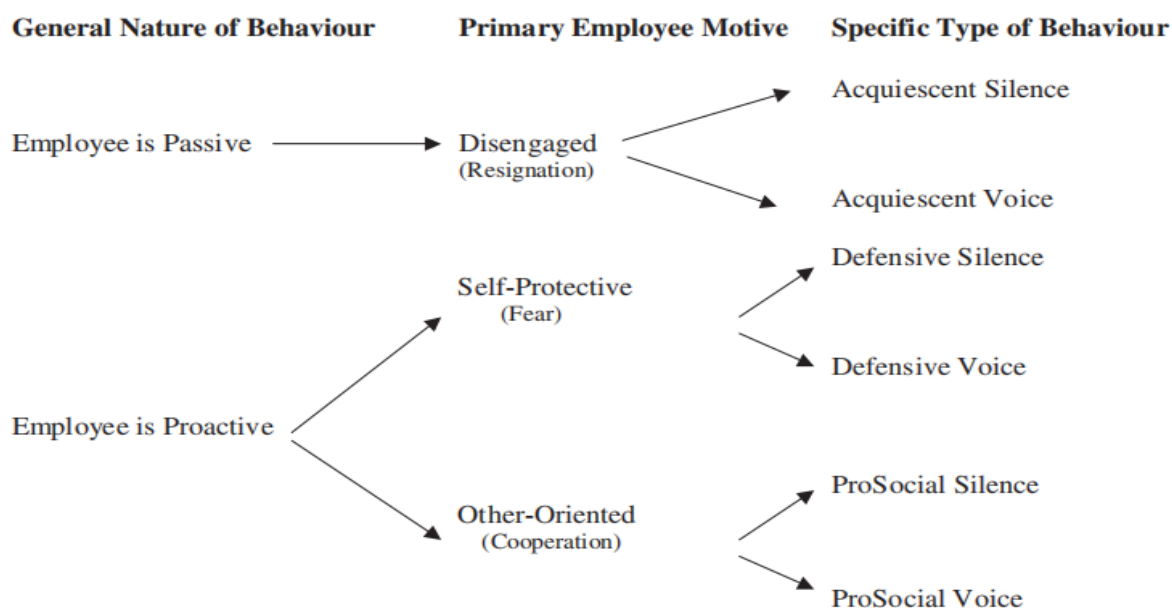 General Nature of Behaviour
Primary Employee Motive
Specific Type of Behaviour
Acquiescent Silence
Employee is Passive
Disengaged
(Resignation)
Acquiescent Voice
Defensive Silence
Self-Protective
(Fear)
Defensive Voice
Employee is Proactive
ProSocial Silence
Other-Oriented
(Cooperation)
ProSocial Voice